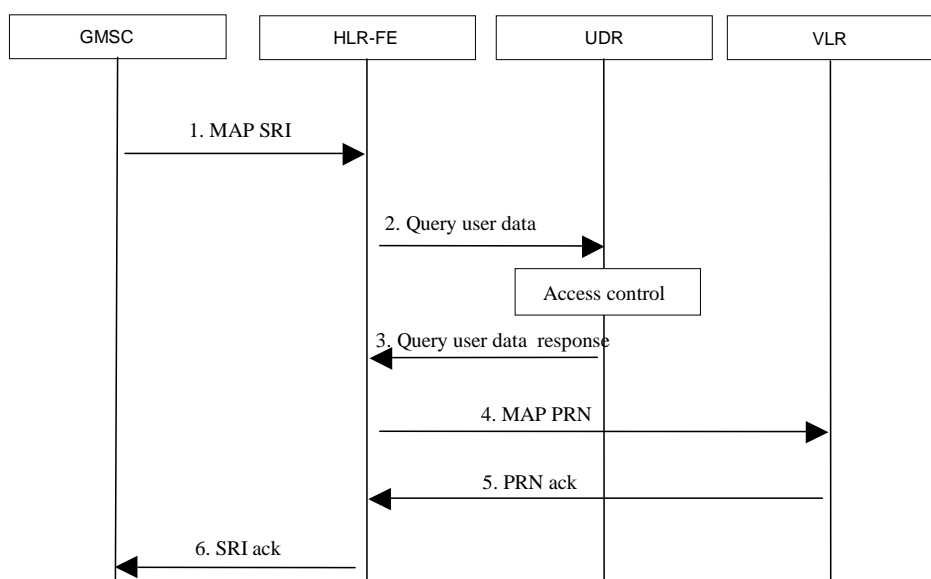 GMSC
HLR-FE
UDR
VLR
1. MAP SRI
2. Query user data
Access control
3. Query user data response
4. MAP PRN
5. PRN ack
6. SRI ack